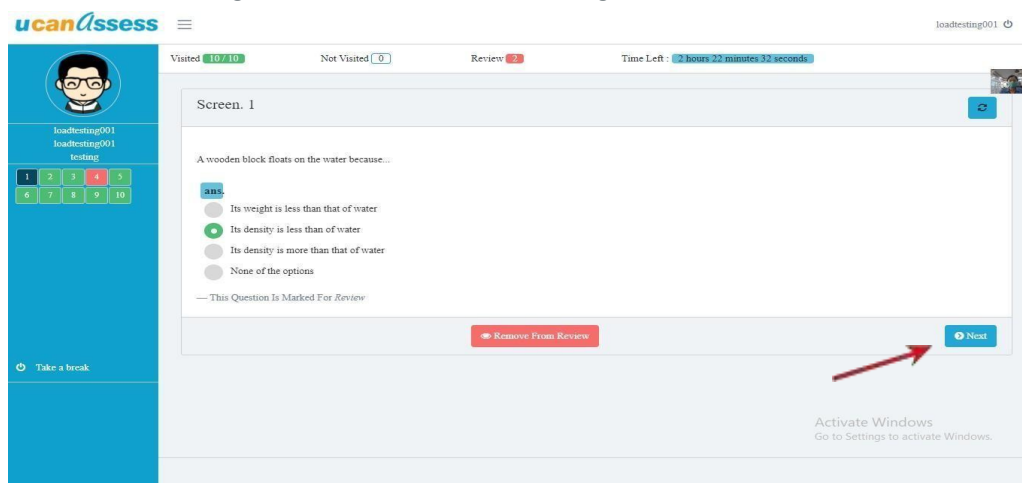 ucanAssess
loadtesting001
Visited 10 / 10 Not Visited 0 Review 2 Time Left : 2 hours 22 minutes 32 seconds
loadtesting001
loadtesting001
testing
1 2 3 4 5
6 7 8 9 10
Take a break
Screen. 1
A wooden block floats on the water because...
ans.
Its weight is less than that of water
Its density is less than of water
Its density is more than that of water
None of the options
— This Question Is Marked For Review
Remove From Review
Next
Activate Windows
Go to Settings to activate Windows.